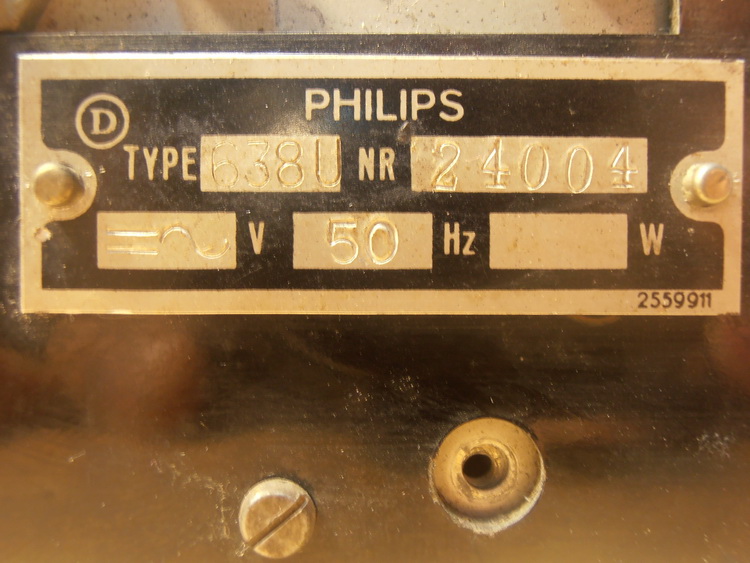 PHILIPS
D
TYPE 638U NR 24004
V 50 Hz W
2559911